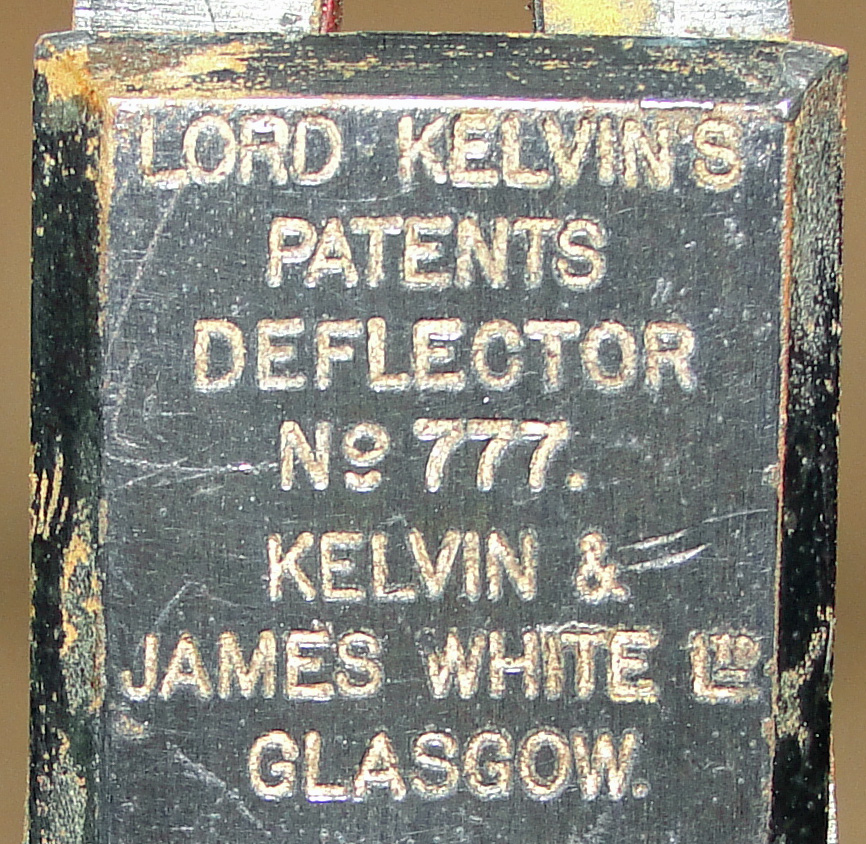 LORD KELVIN'S
PATENTS
DEFLECTOR
Nº 777.
KELVIN &
JAMES WHITE LTD
GLASGOW.